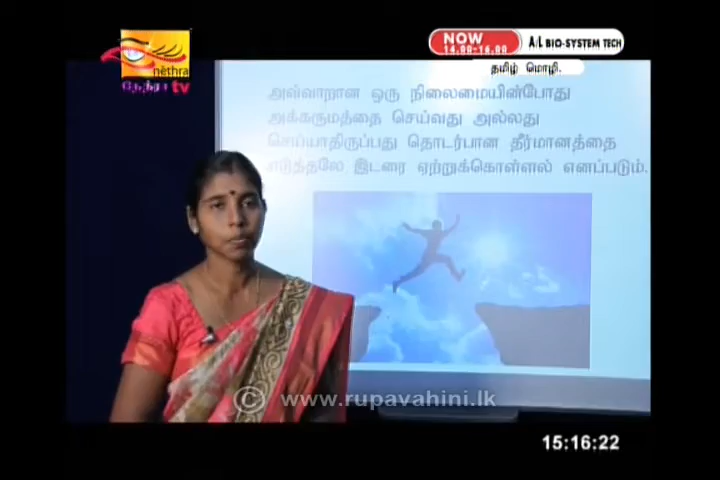 nethra
நேத்ரா tv
NOW
14.00-16.00
A/L BIO-SYSTEM TECH
தமிழ் மொழி.
அவ்வாறான ஒரு நிலைமையின்போது
அக்கருமத்தை செய்வது அல்லது
செய்யாதிருப்பது தொடர்பான தீர்மானத்தை
எடுத்தலே இடரை ஏற்றுக்கொள்ளல் எனப்படும்.
© www.rupavahini.lk
15:16:22